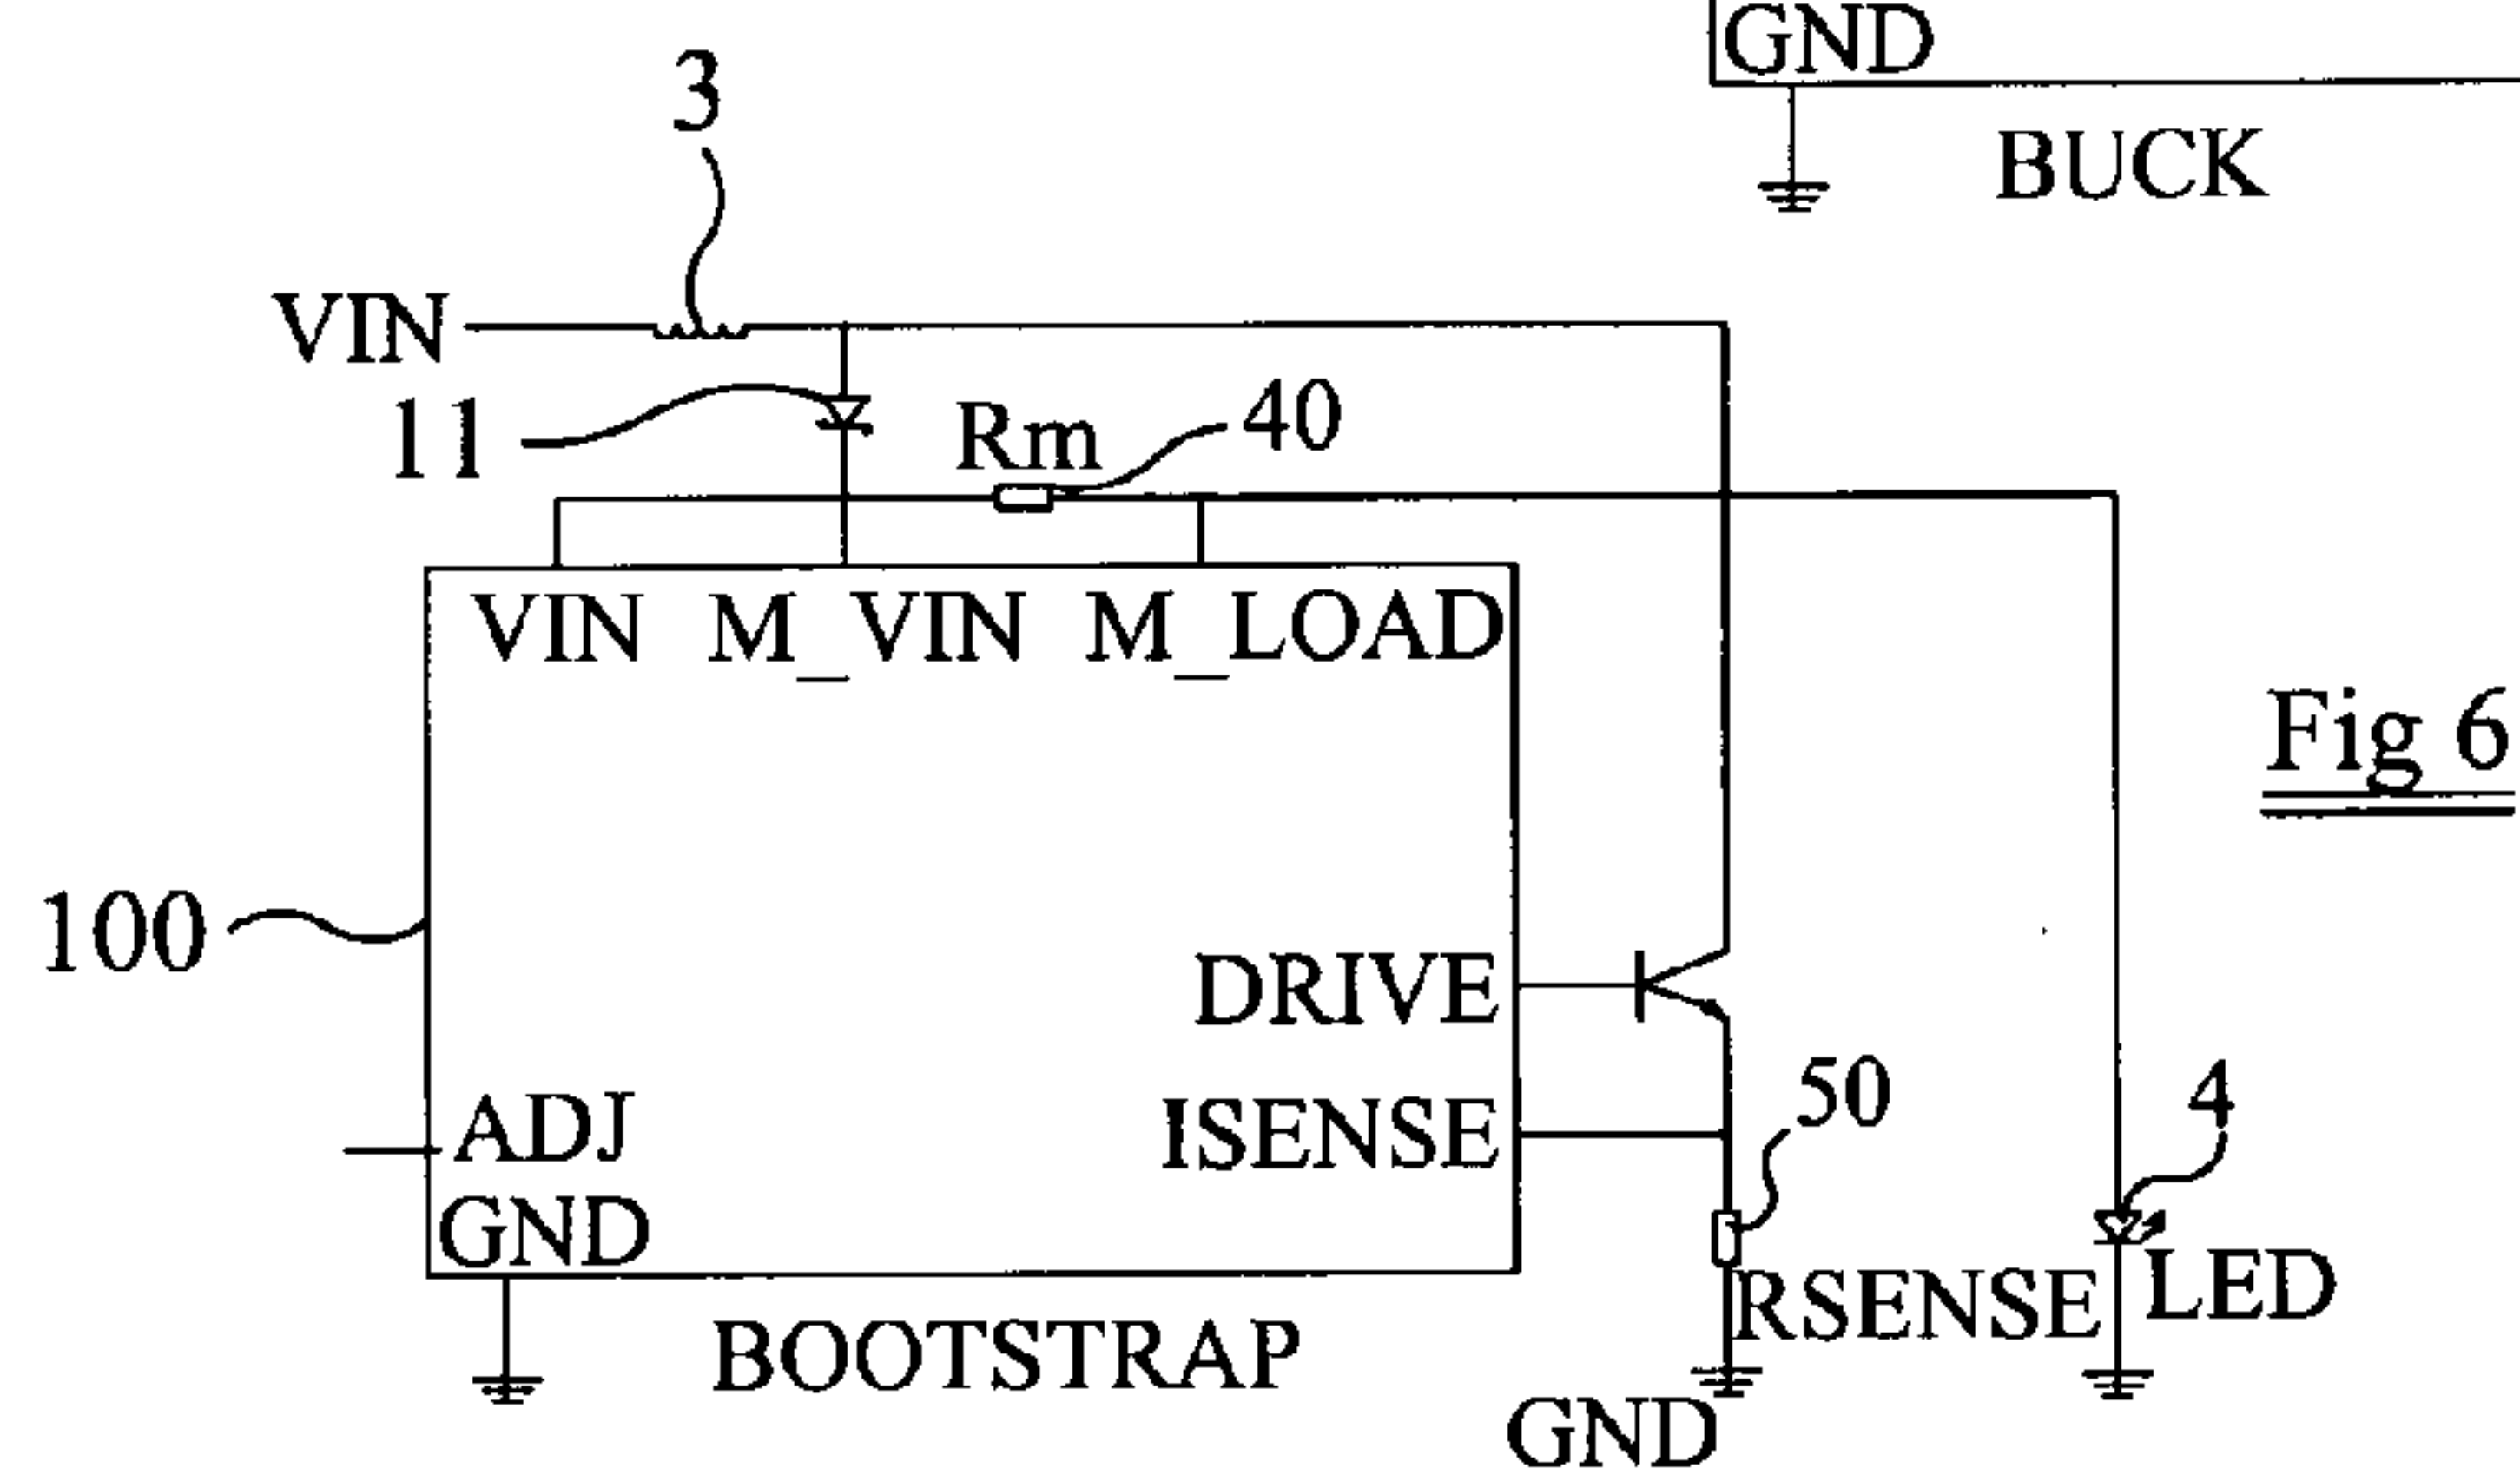 GND
BUCK
3
VIN
11
Rm
40
VIN M_VIN M_LOAD
Fig 6
100
DRIVE
ADJ
ISENSE
50
4
GND
RSENSE
LED
BOOTSTRAP
GND